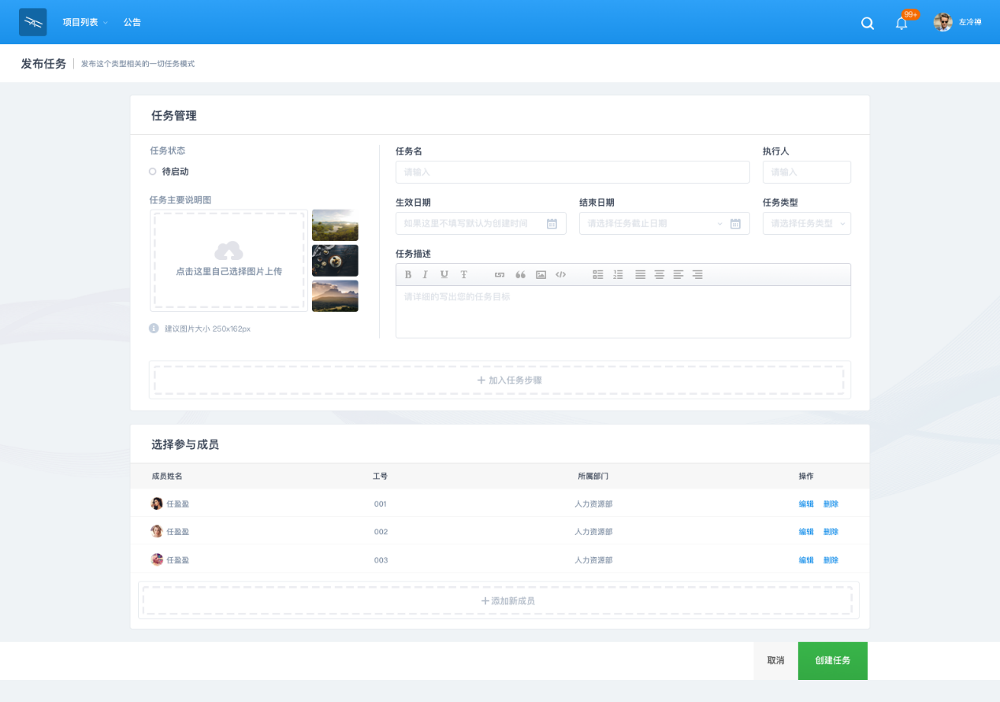 项目列表 公告 99+ 左冷禅
发布任务 发布这个类型相关的一切任务模式
任务管理
任务状态
待启动
任务主要说明图
点击这里自己选择图片上传
建议图片大小 250x162px
任务名 执行人
请输入 请输入
生效日期 结束日期 任务类型
如果这里不填写默认为创建时间 请选择任务截止日期 请选择任务类型
任务描述
B I U T
请详细的写出您的任务目标
加入任务步骤
选择参与成员
成员姓名 工号 所属部门 操作
任盈盈 001 人力资源部 编辑 删除
任盈盈 002 人力资源部 编辑 删除
任盈盈 003 人力资源部 编辑 删除
添加新成员
取消 创建任务